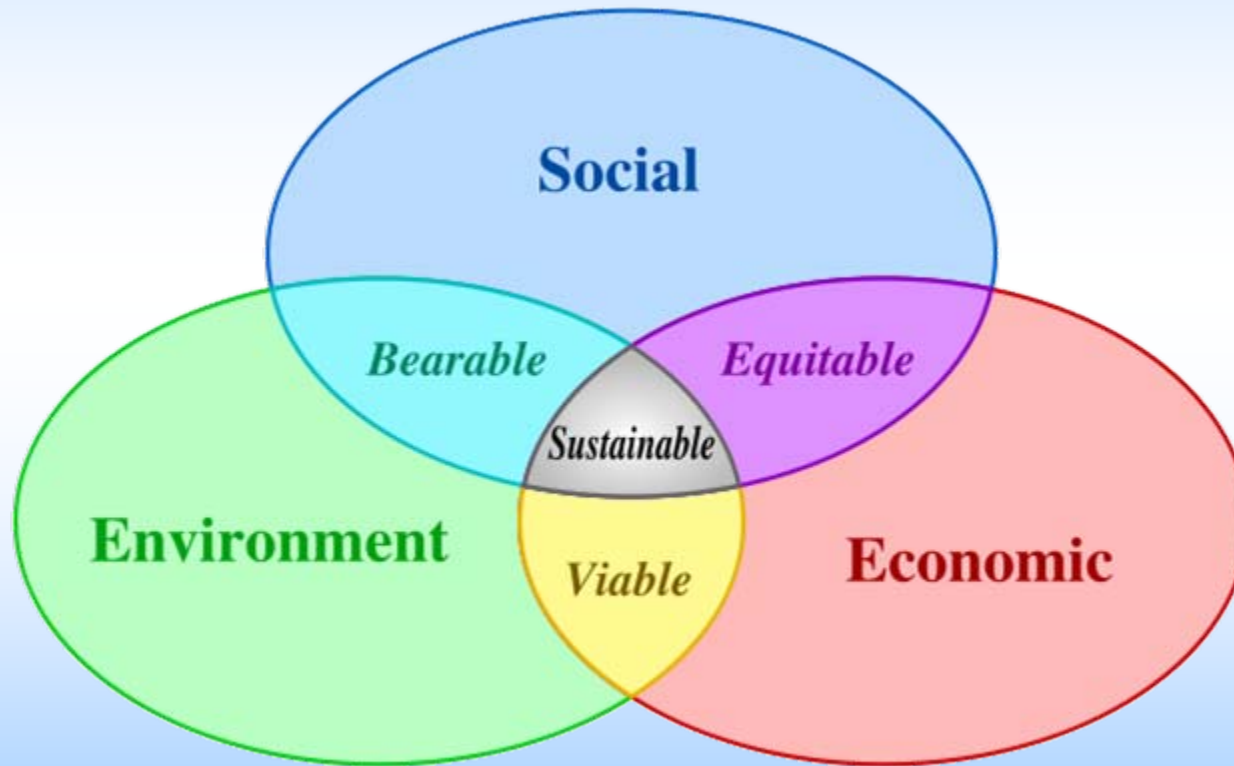 Social
Bearable
Equitable
Sustainable
Environment
Economic
Viable